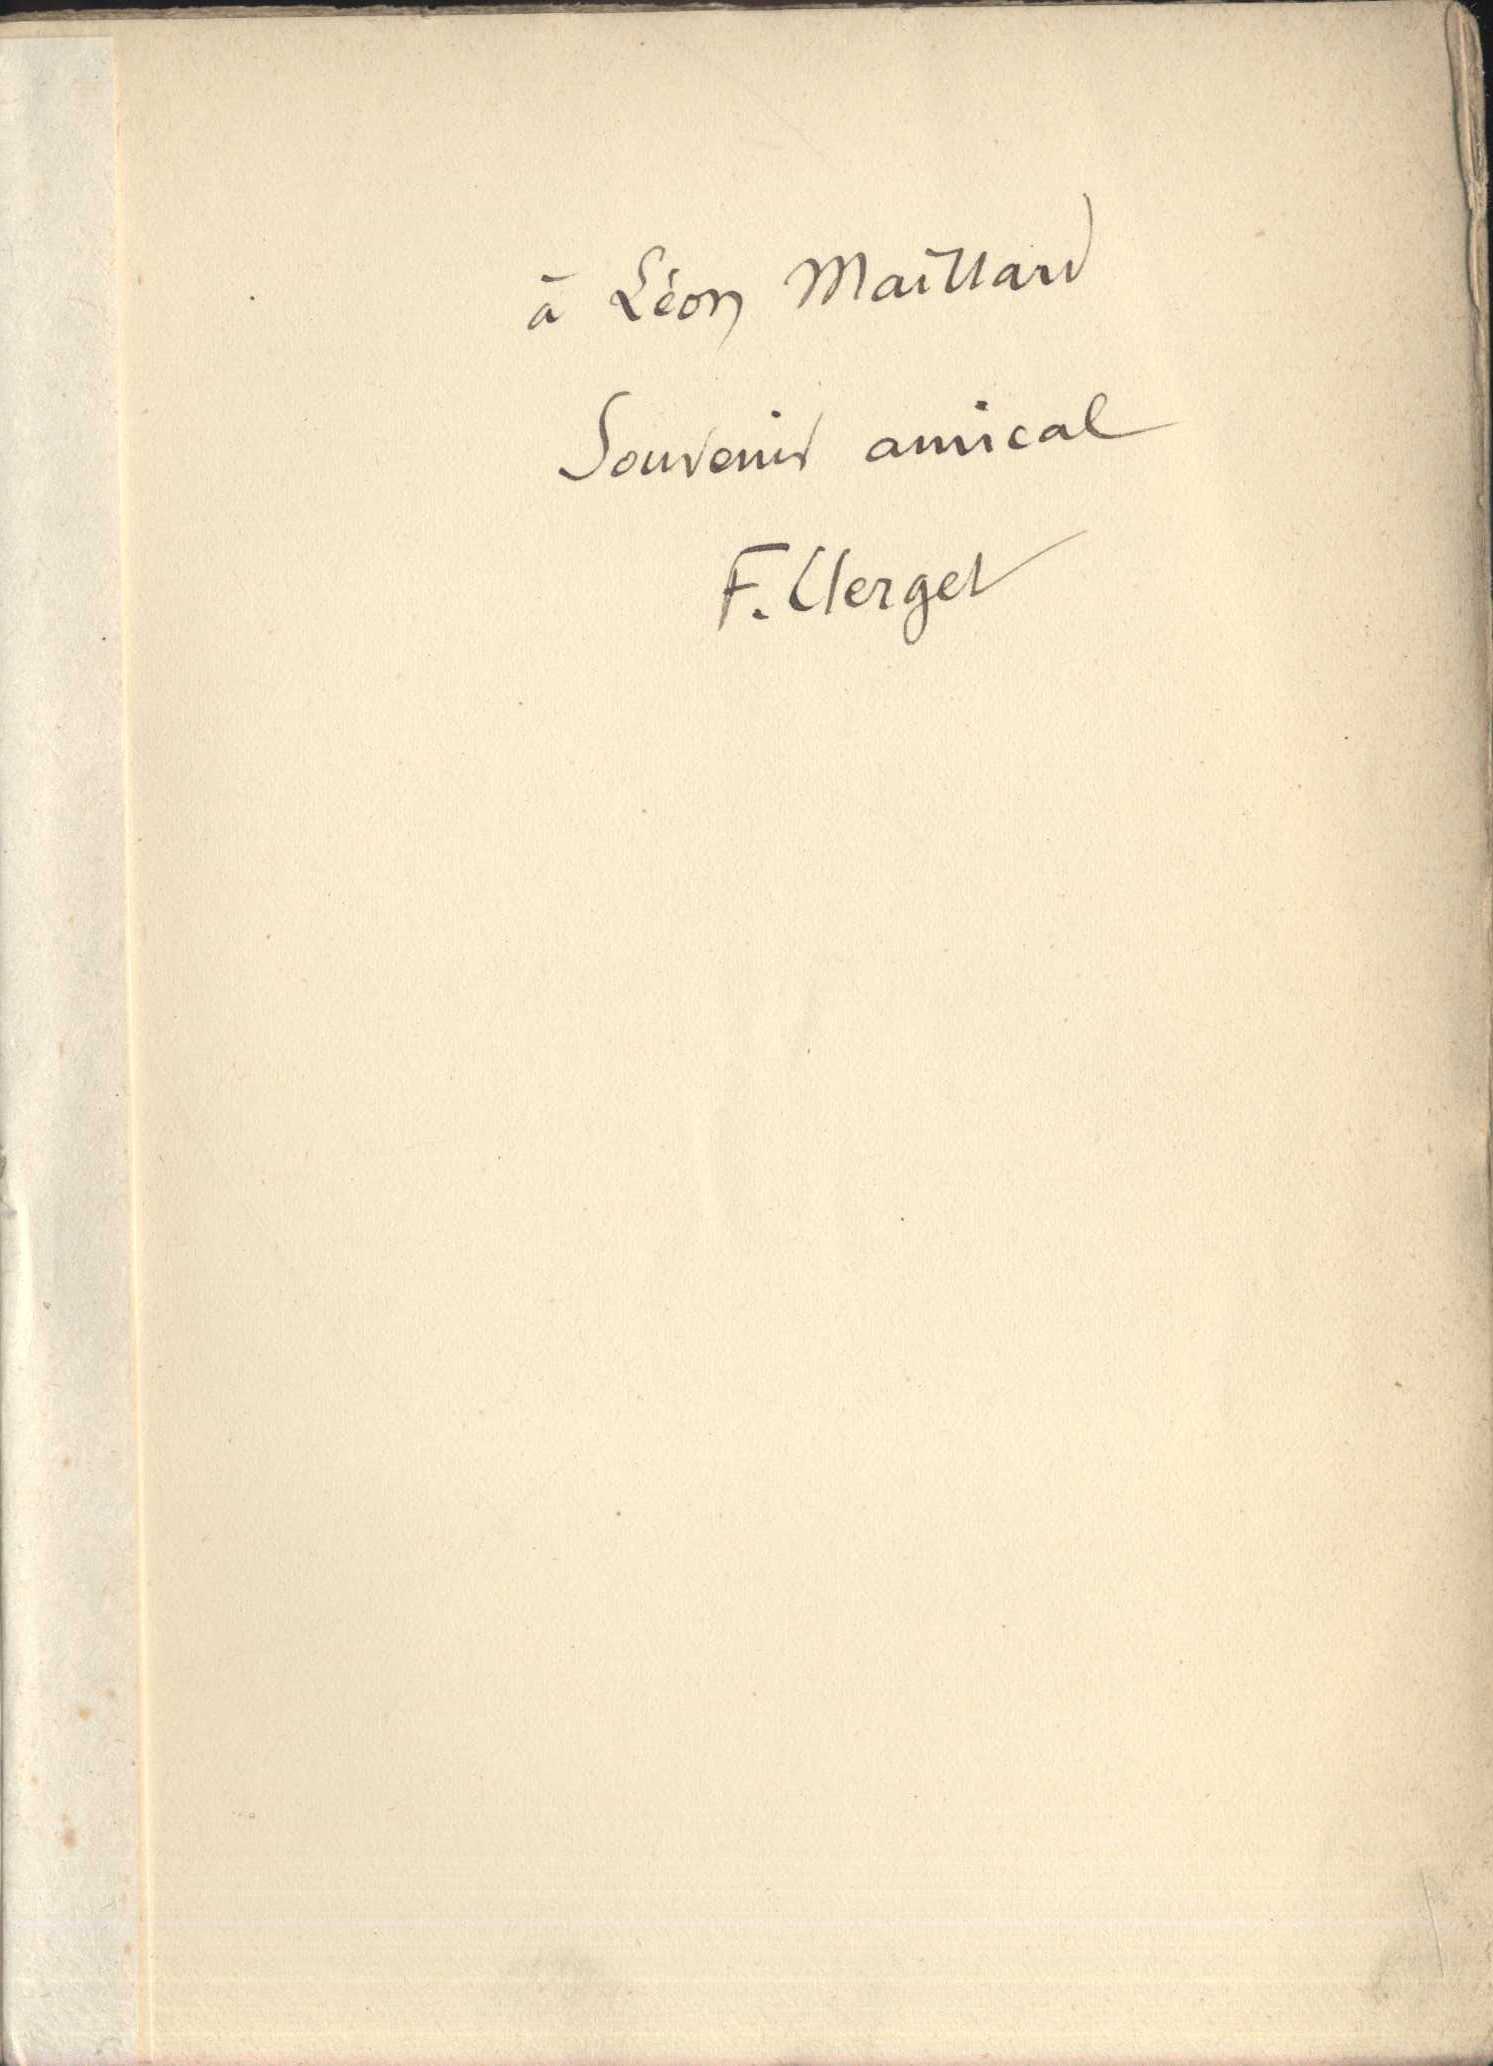 à Léon Maillard
Souvenir amical
F. Clerget